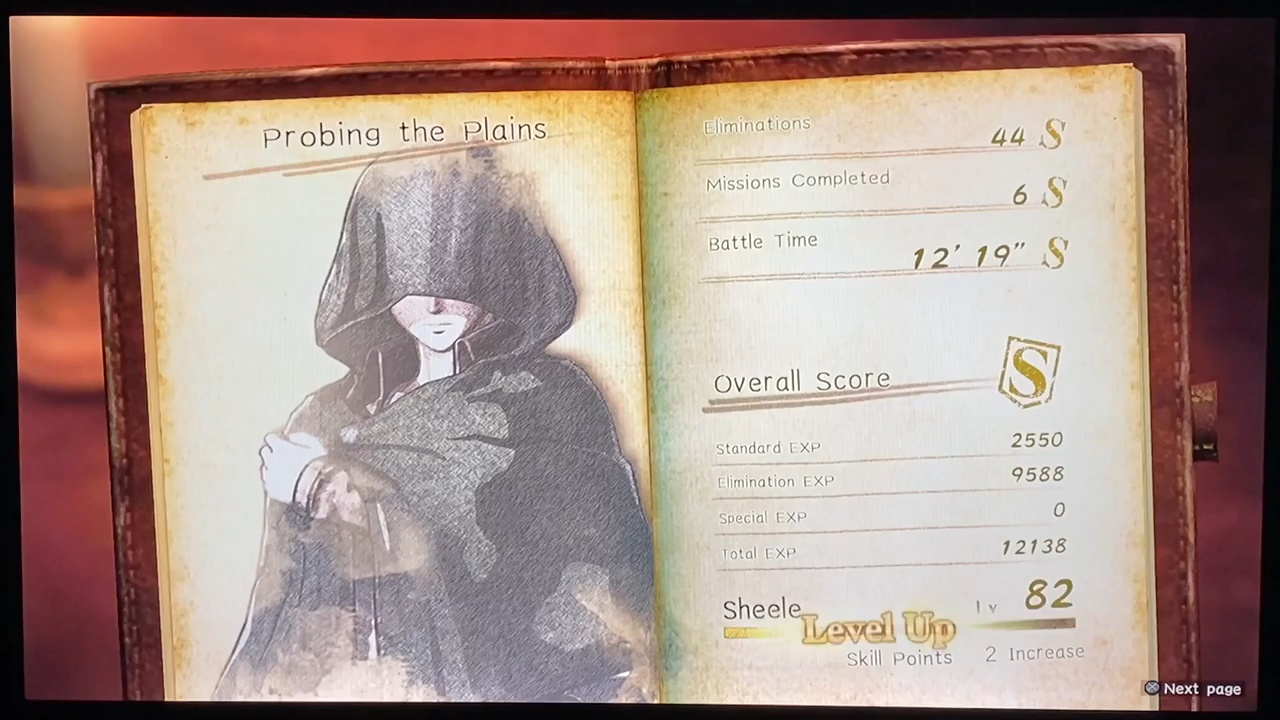 Probing the Plains
Eliminations 44 S
Missions Completed 6 S
Battle Time 12' 19" S
Overall Score S
Standard EXP 2550
Elimination EXP 9588
Special EXP 0
Total EXP 12138
Sheele Lv 82
Level Up
Skill Points 2 Increase
Next page